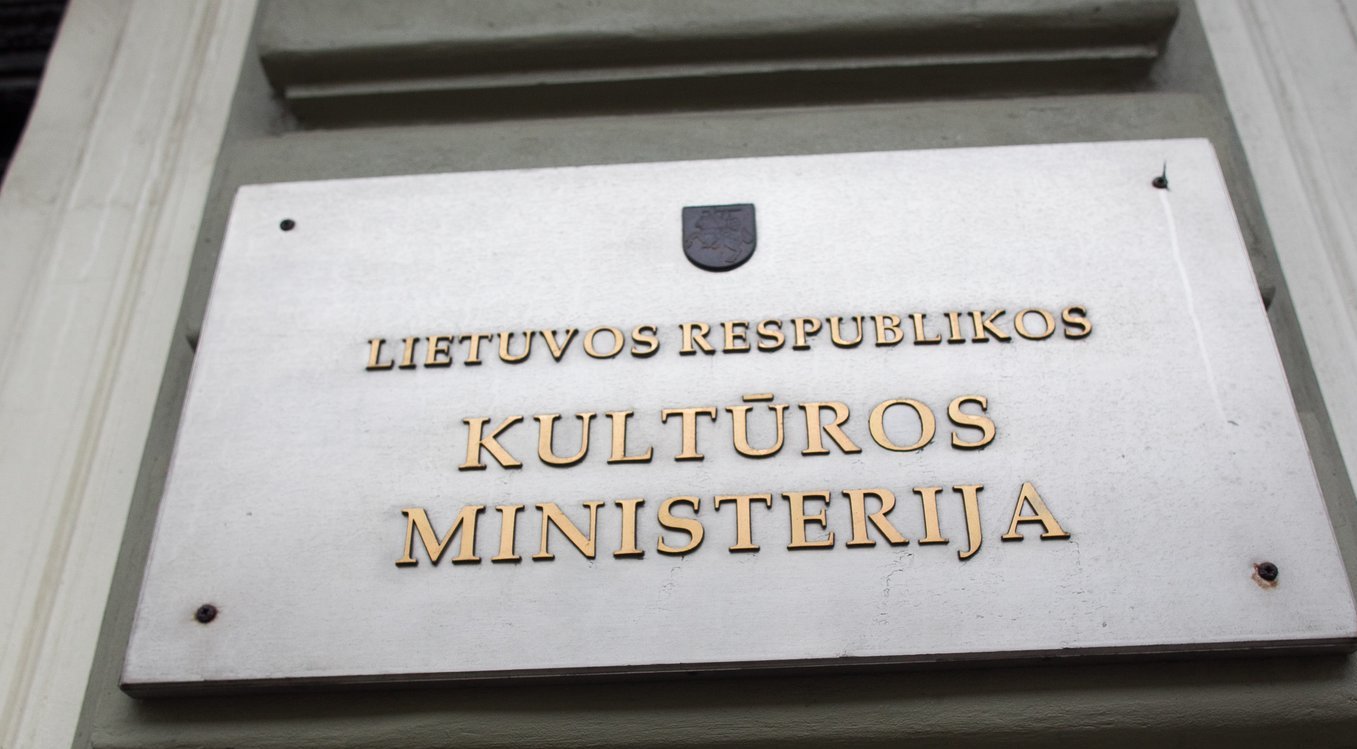 LIETUVOS RESPUBLIKOS
KULTŪROS
MINISTERIJA